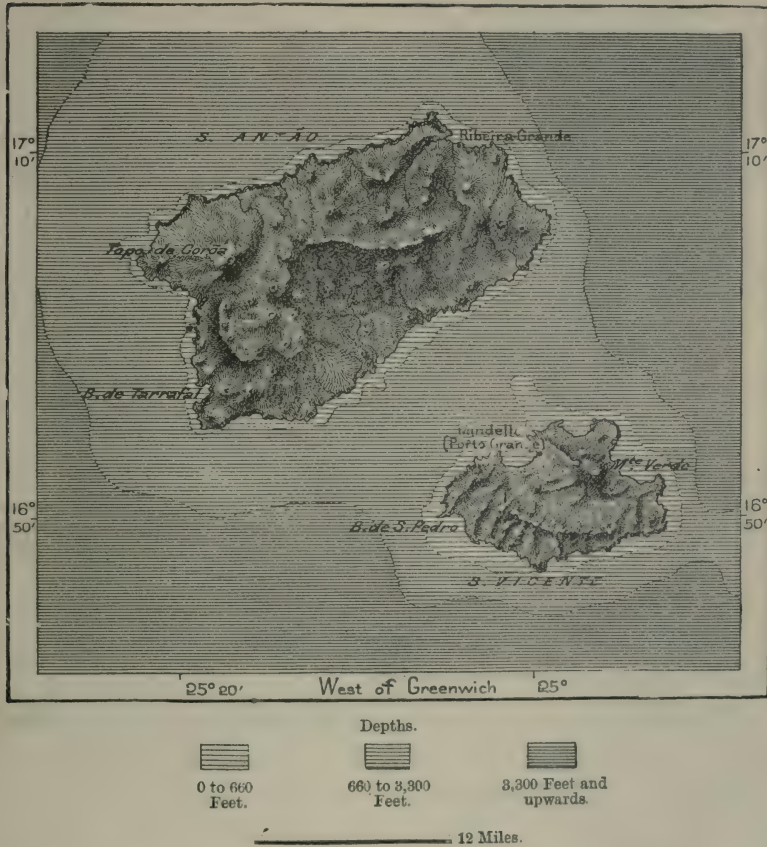 S. ANTÃO
Ribeira Grande
17°
10′
17°
10′
Topo de Coroa
B. de Tarrafal
(Porto Grande)
Mte Verdo
16°
50′
16°
50′
B. de S. Pedro
S. VICENTE
25° 20′
West of Greenwich
25°
Depths.
0 to 660
Feet.
660 to 3,300
Feet.
3,300 Feet and
upwards.
12 Miles.